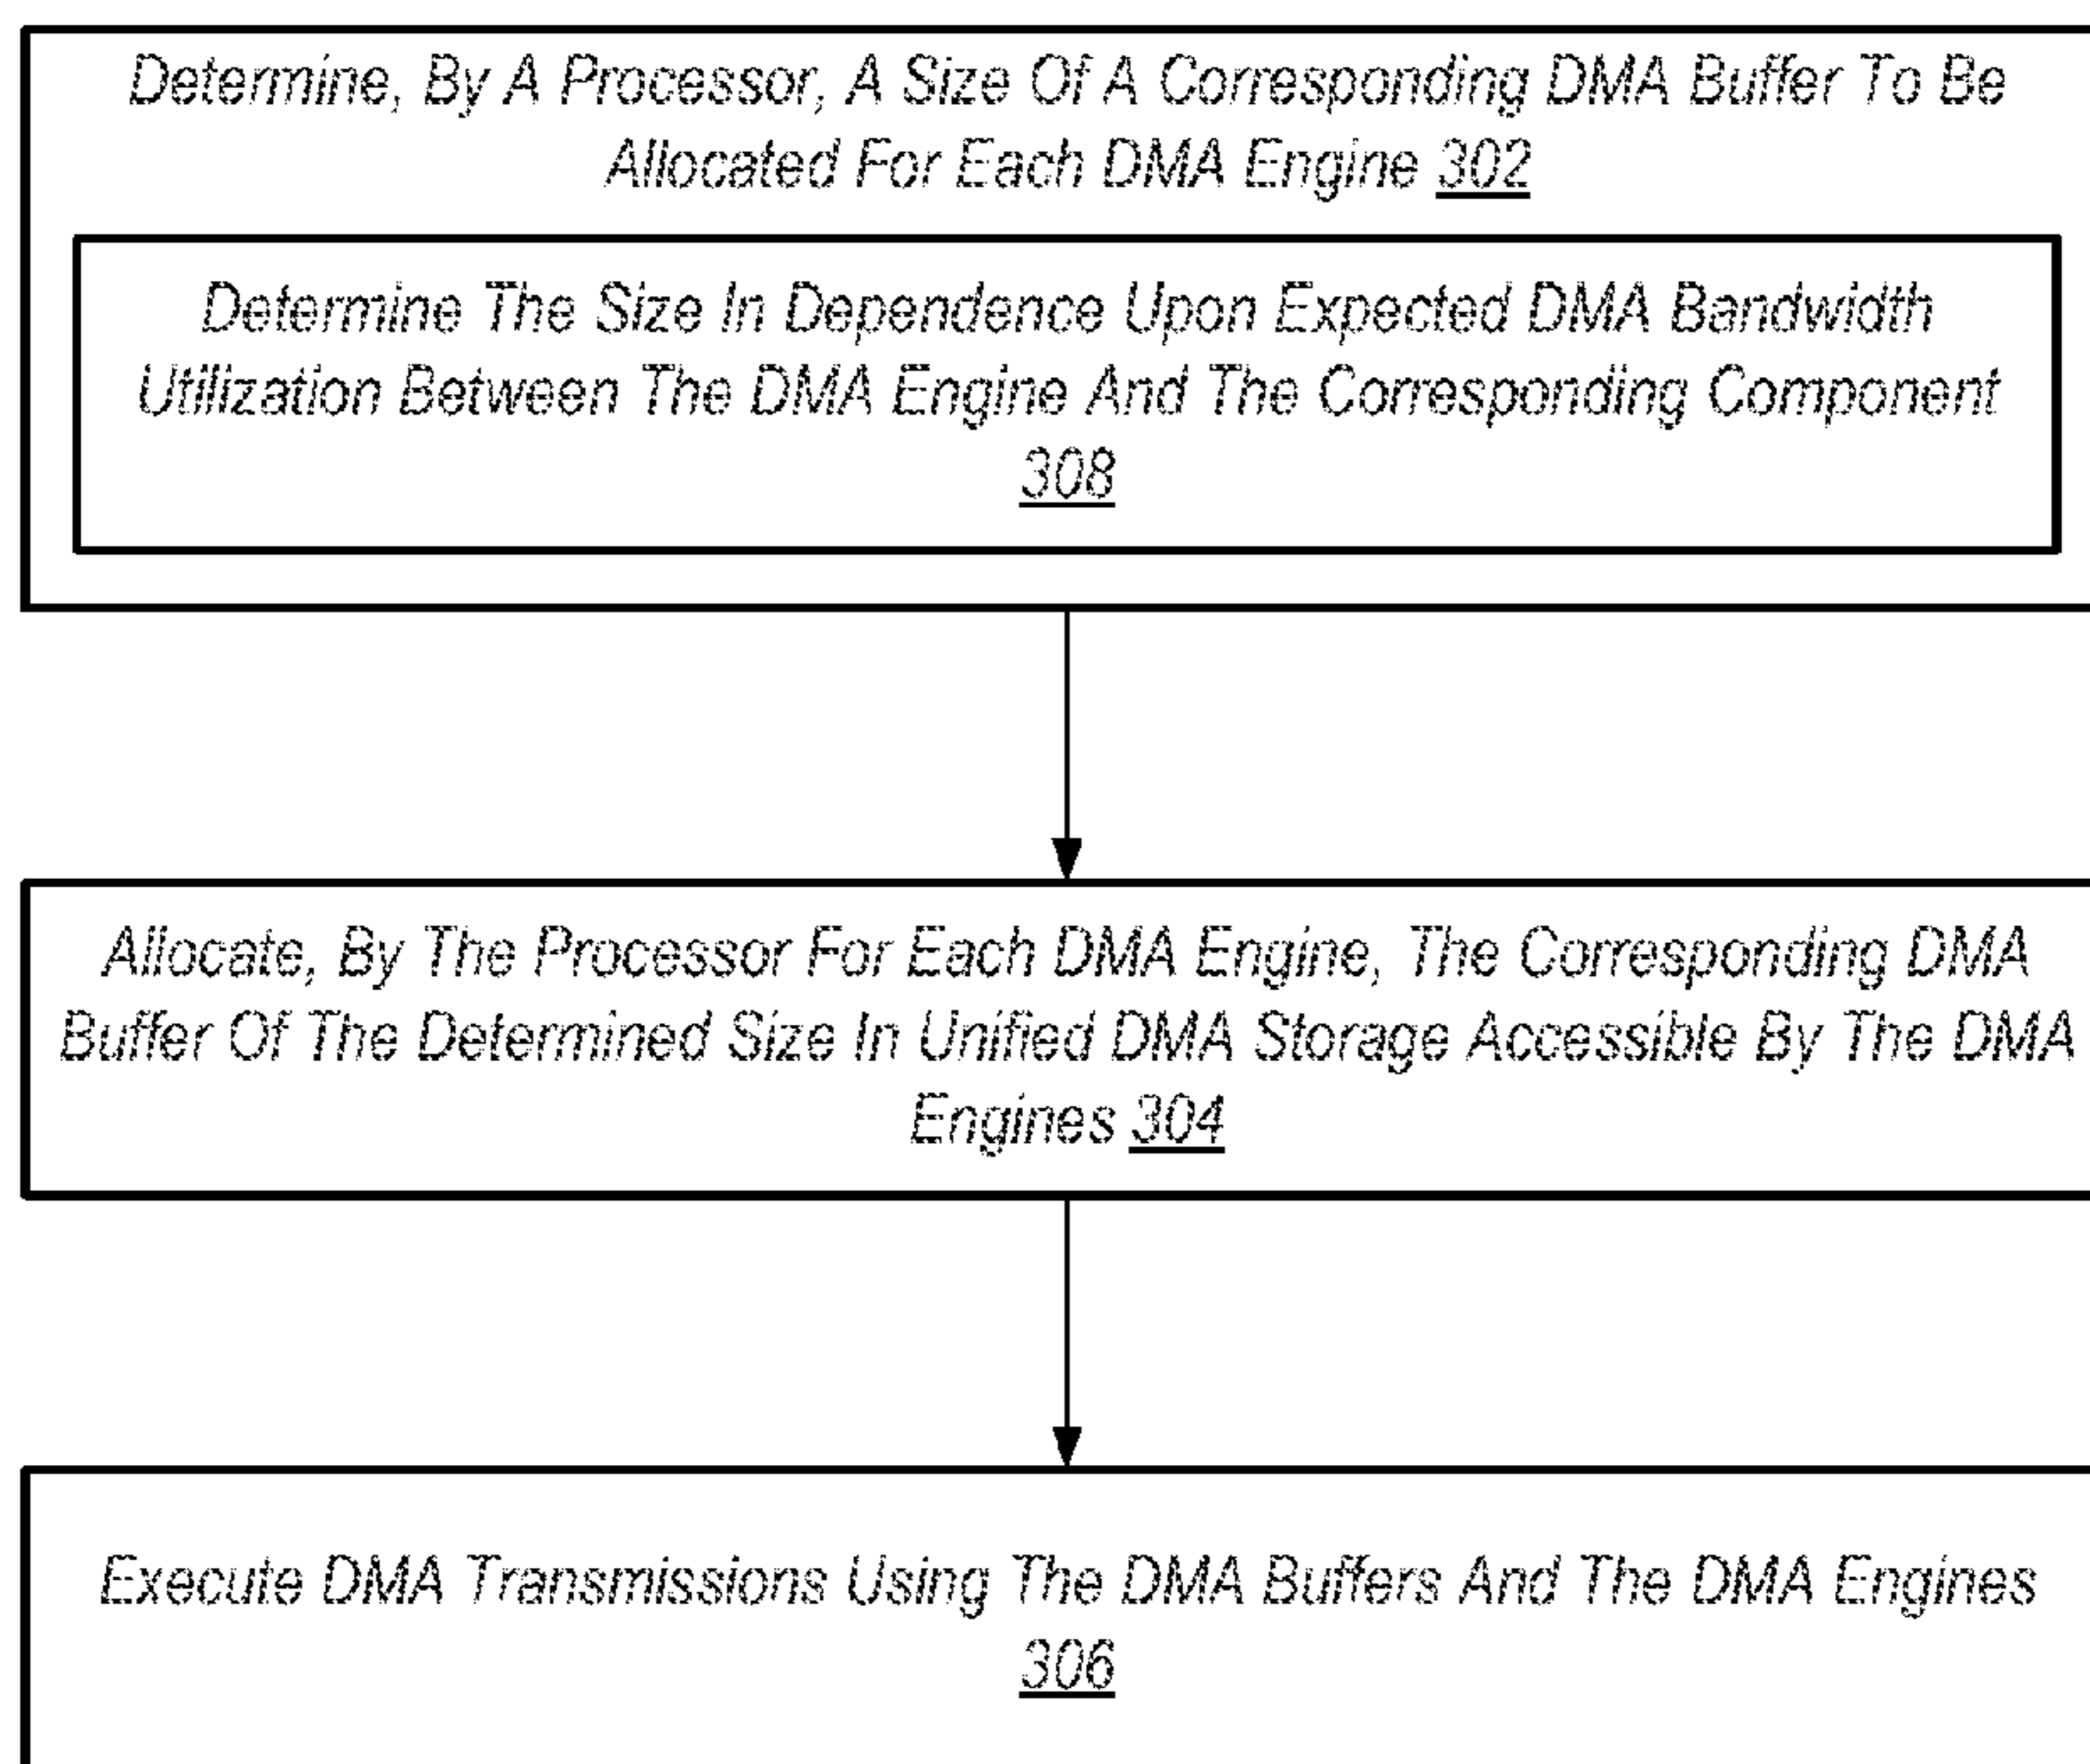 Determine, By A Processor, A Size Of A Corresponding DMA Buffer To Be
Allocated For Each DMA Engine 302
Determine The Size In Dependence Upon Expected DMA Bandwidth
Utilization Between The DMA Engine And The Corresponding Component
308
Allocate, By The Processor For Each DMA Engine, The Corresponding DMA
Buffer Of The Determined Size In Unified DMA Storage Accessible By The DMA
Engines 304
Execute DMA Transmissions Using The DMA Buffers And The DMA Engines
306